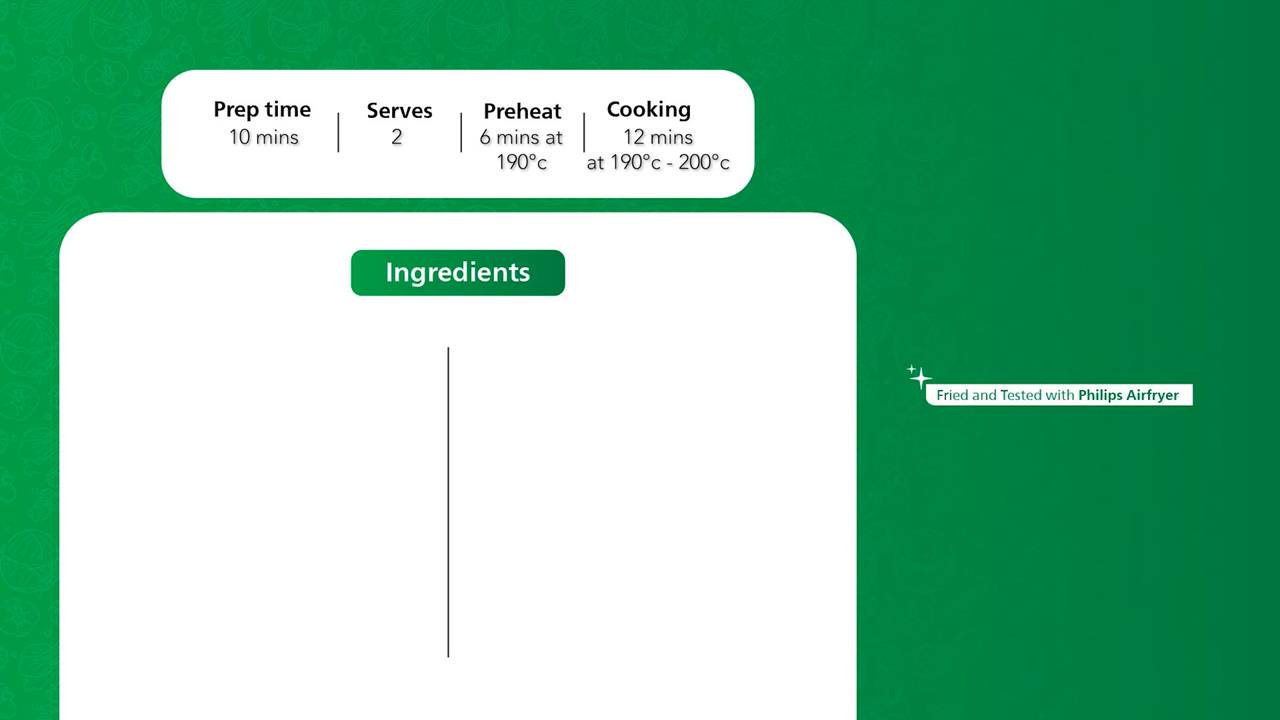 Prep time
10 mins
Serves
2
Preheat
6 mins at
190°c
Cooking
12 mins
at 190°c - 200°c
Ingredients
Fried and Tested with Philips Airfryer